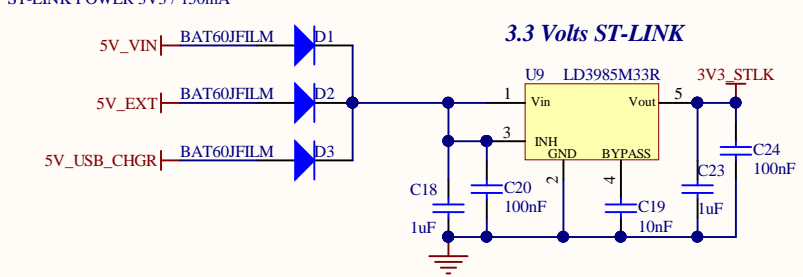 ST-LINK POWER 3V3 / 150mA
3.3 Volts ST-LINK
5V_VIN BAT60JFILM D1
5V_EXT BAT60JFILM D2
5V_USB_CHGR BAT60JFILM D3
U9 LD3985M33R
3V3_STLK
1 Vin Vout 5
3 INH
GND BYPASS
2 4
C18
1uF
C20
100nF
C19
10nF
C23
1uF
C24
100nF